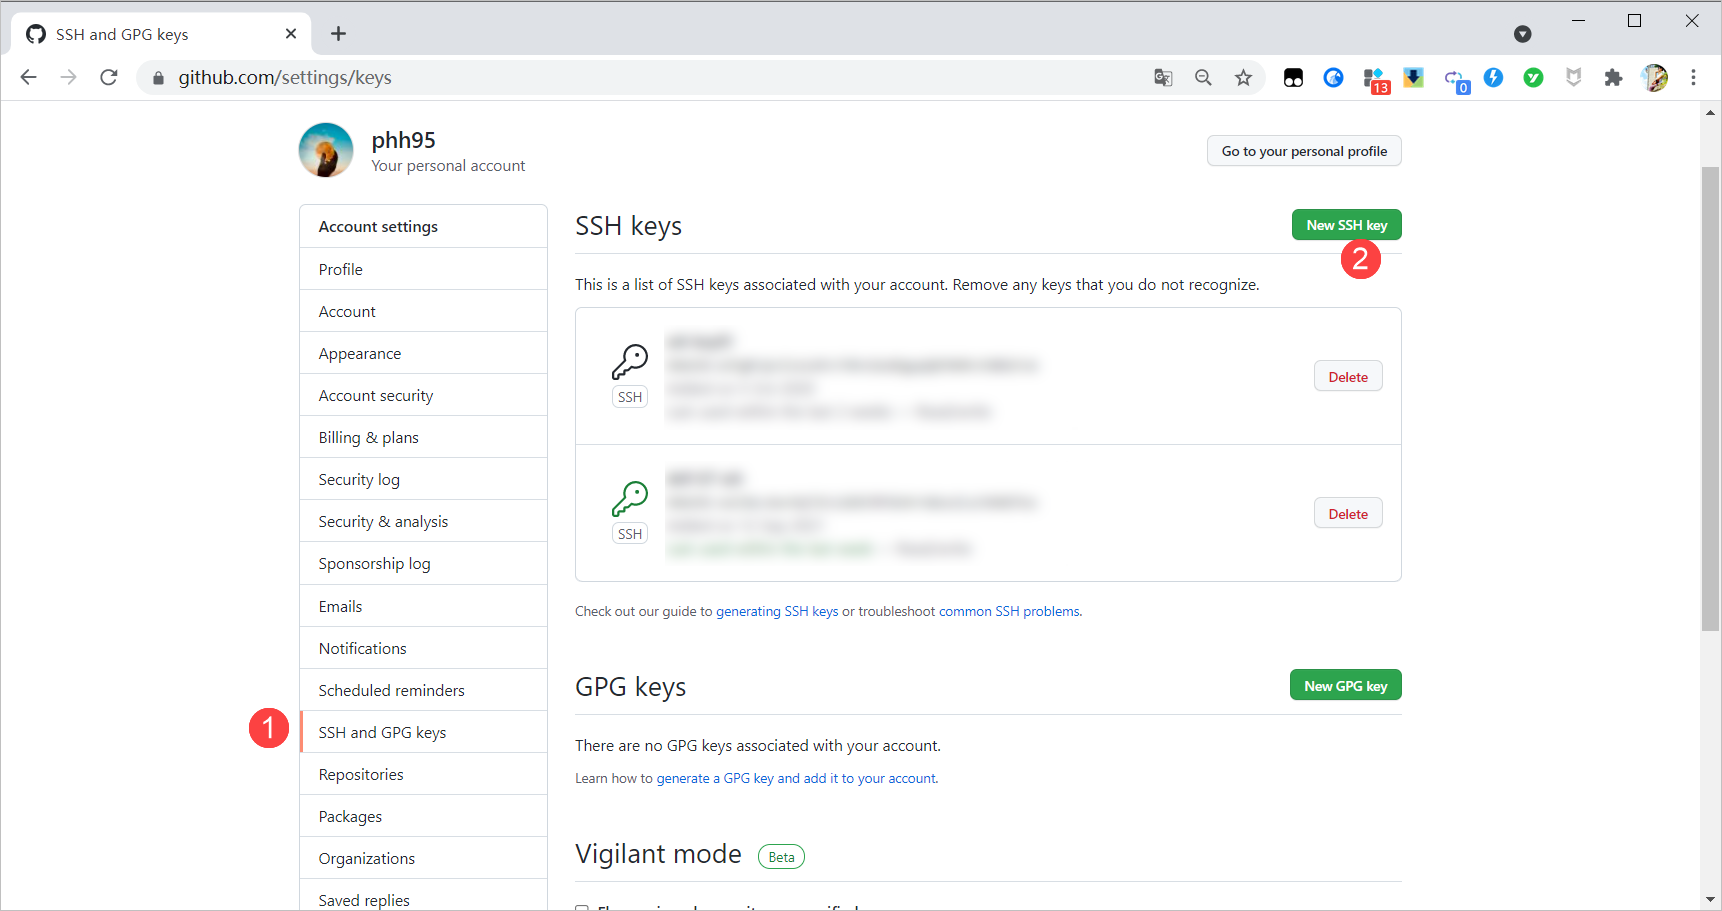 SSH and GPG keys
github.com/settings/keys
13
0
phh95
Your personal account
Go to your personal profile
Account settings
Profile
Account
Appearance
Account security
Billing & plans
Security log
Security & analysis
Sponsorship log
Emails
Notifications
Scheduled reminders
1
SSH and GPG keys
Repositories
Packages
Organizations
Saved replies
SSH keys
New SSH key
2
This is a list of SSH keys associated with your account. Remove any keys that you do not recognize.
SSH
Delete
SSH
Delete
Check out our guide to generating SSH keys or troubleshoot common SSH problems.
GPG keys
New GPG key
There are no GPG keys associated with your account.
Learn how to generate a GPG key and add it to your account.
Vigilant mode Beta